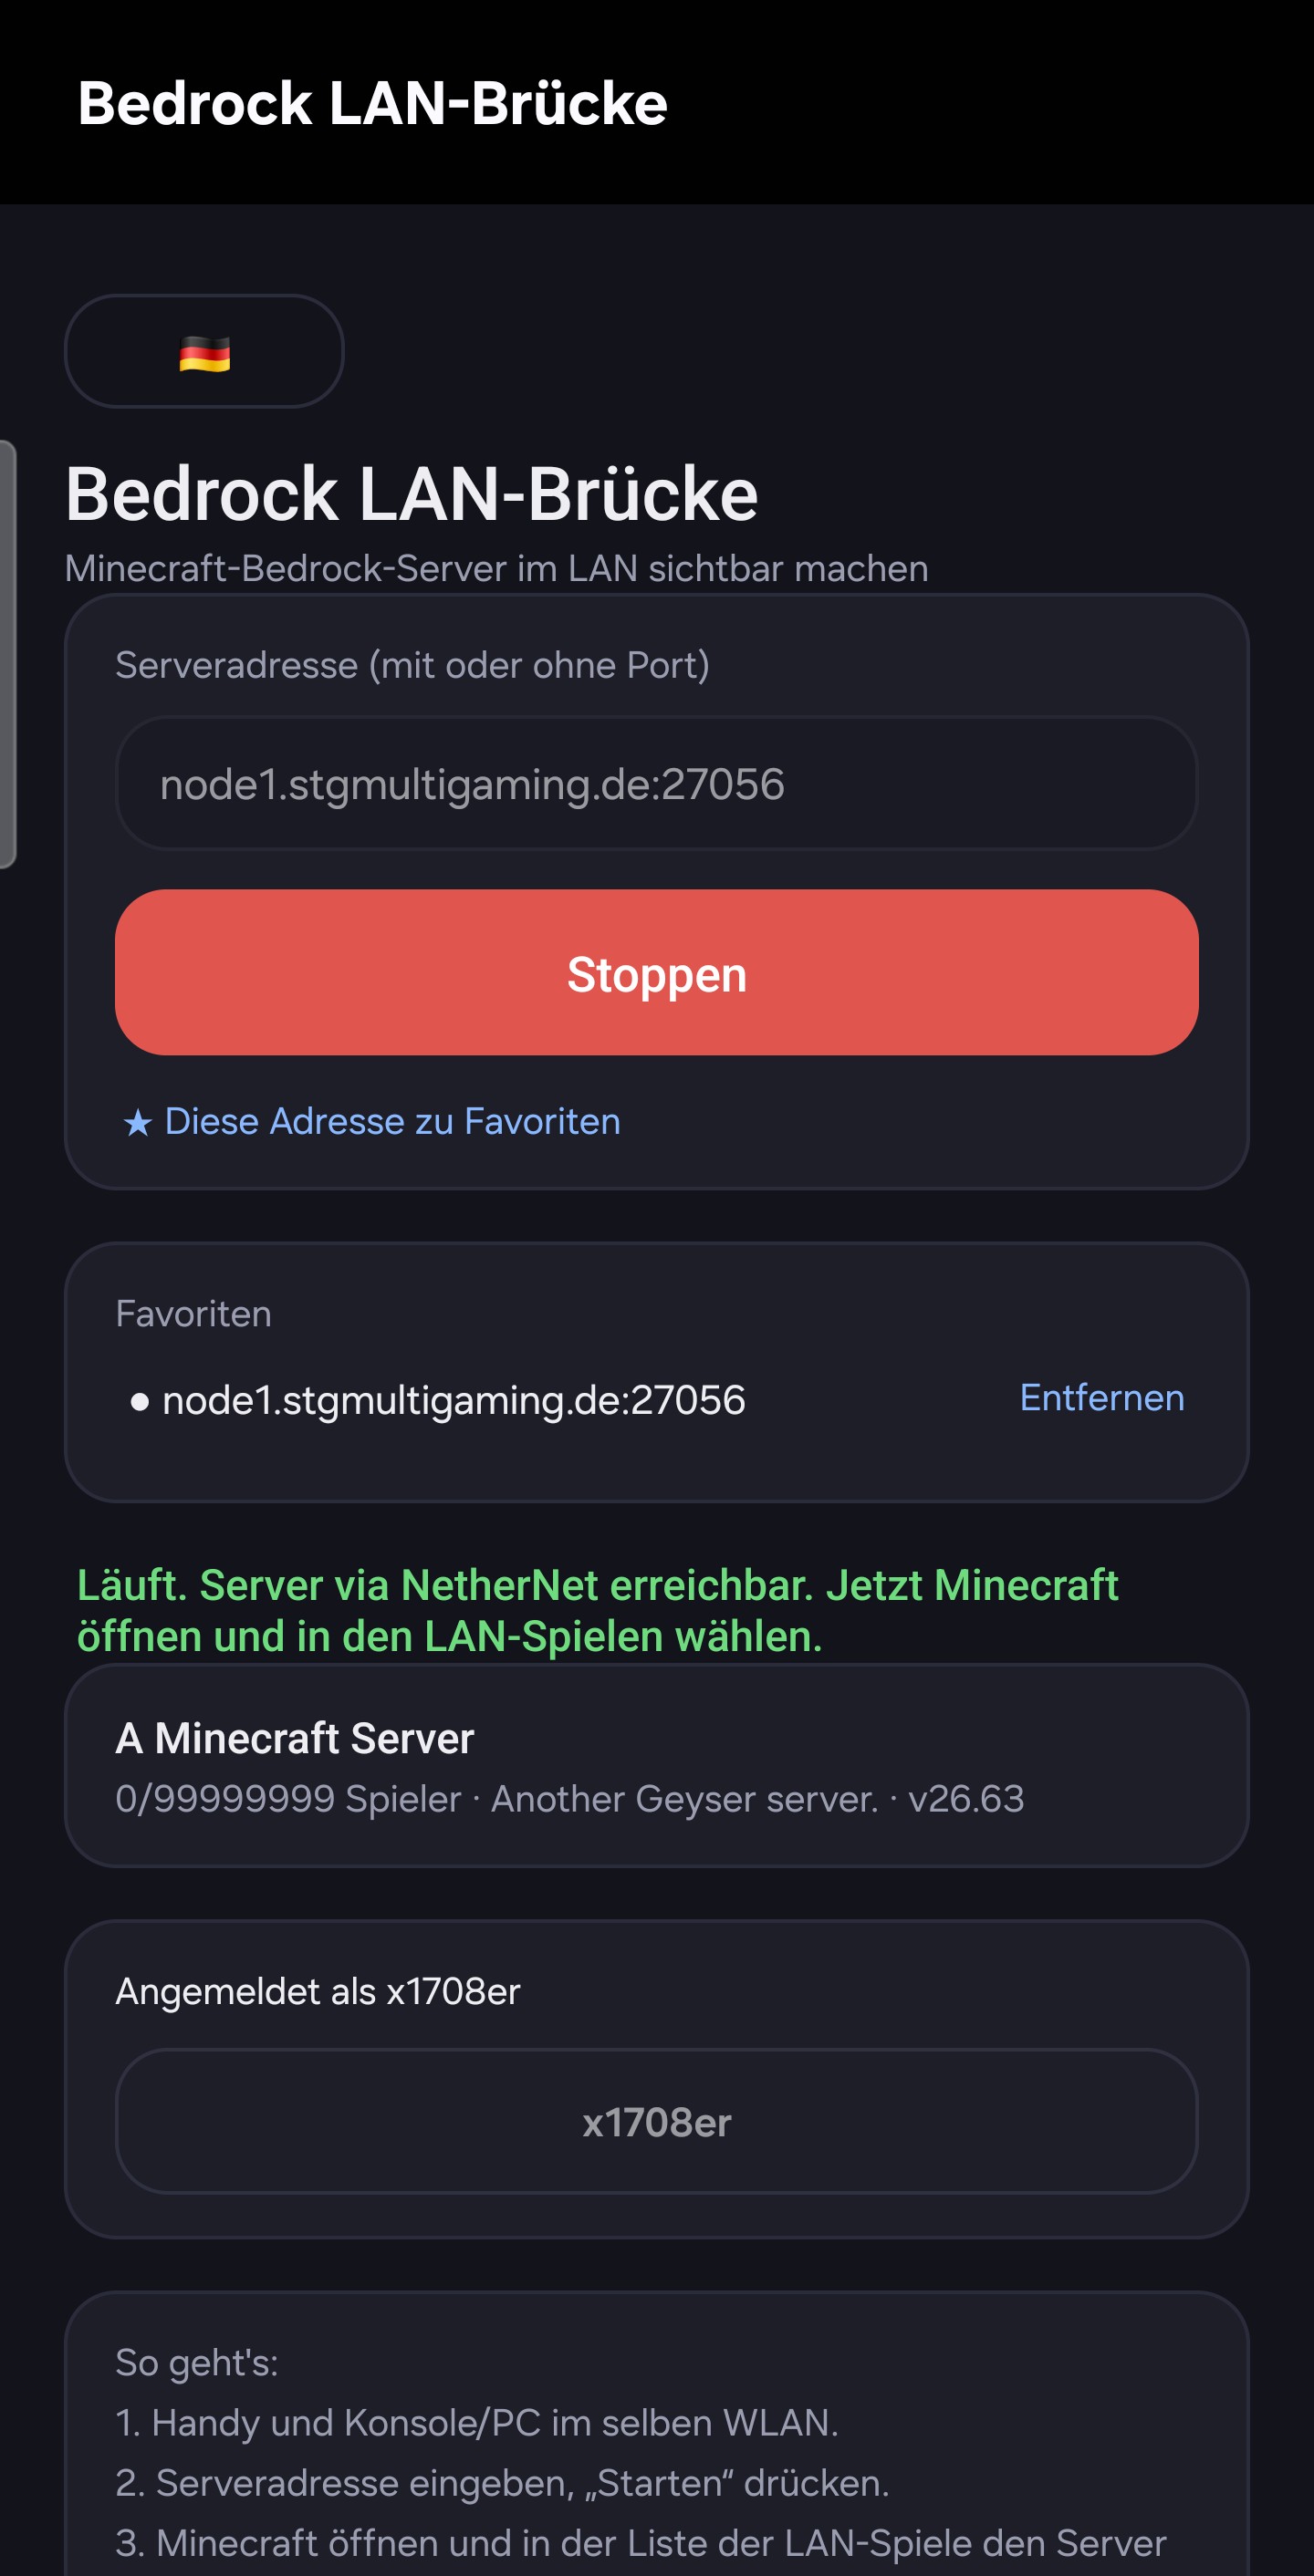 Bedrock LAN-Brücke
Bedrock LAN-Brücke
Minecraft-Bedrock-Server im LAN sichtbar machen
Serveradresse (mit oder ohne Port)
node1.stgmultigaming.de:27056
Stoppen
★ Diese Adresse zu Favoriten
Favoriten
● node1.stgmultigaming.de:27056 Entfernen
Läuft. Server via NetherNet erreichbar. Jetzt Minecraft
öffnen und in den LAN-Spielen wählen.
A Minecraft Server
0/99999999 Spieler · Another Geyser server. · v26.63
Angemeldet als x1708er
x1708er
So geht's:
1. Handy und Konsole/PC im selben WLAN.
2. Serveradresse eingeben, „Starten“ drücken.
3. Minecraft öffnen und in der Liste der LAN-Spiele den Server